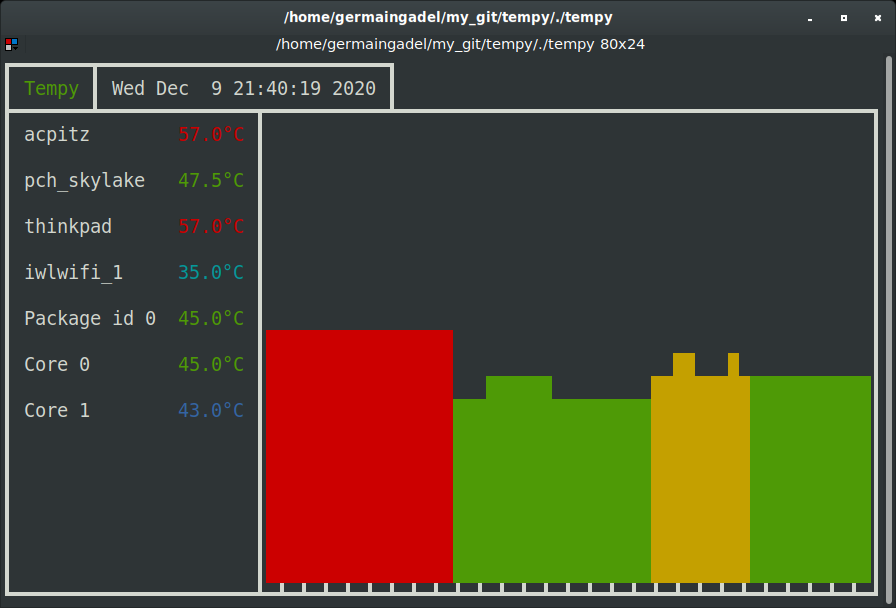 /home/germaingadel/my_git/tempy/./tempy
/home/germaingadel/my_git/tempy/./tempy 80x24
Tempy Wed Dec  9 21:40:19 2020
acpitz 57.0°C
pch_skylake 47.5°C
thinkpad 57.0°C
iwlwifi_1 35.0°C
Package id 0 45.0°C
Core 0 45.0°C
Core 1 43.0°C